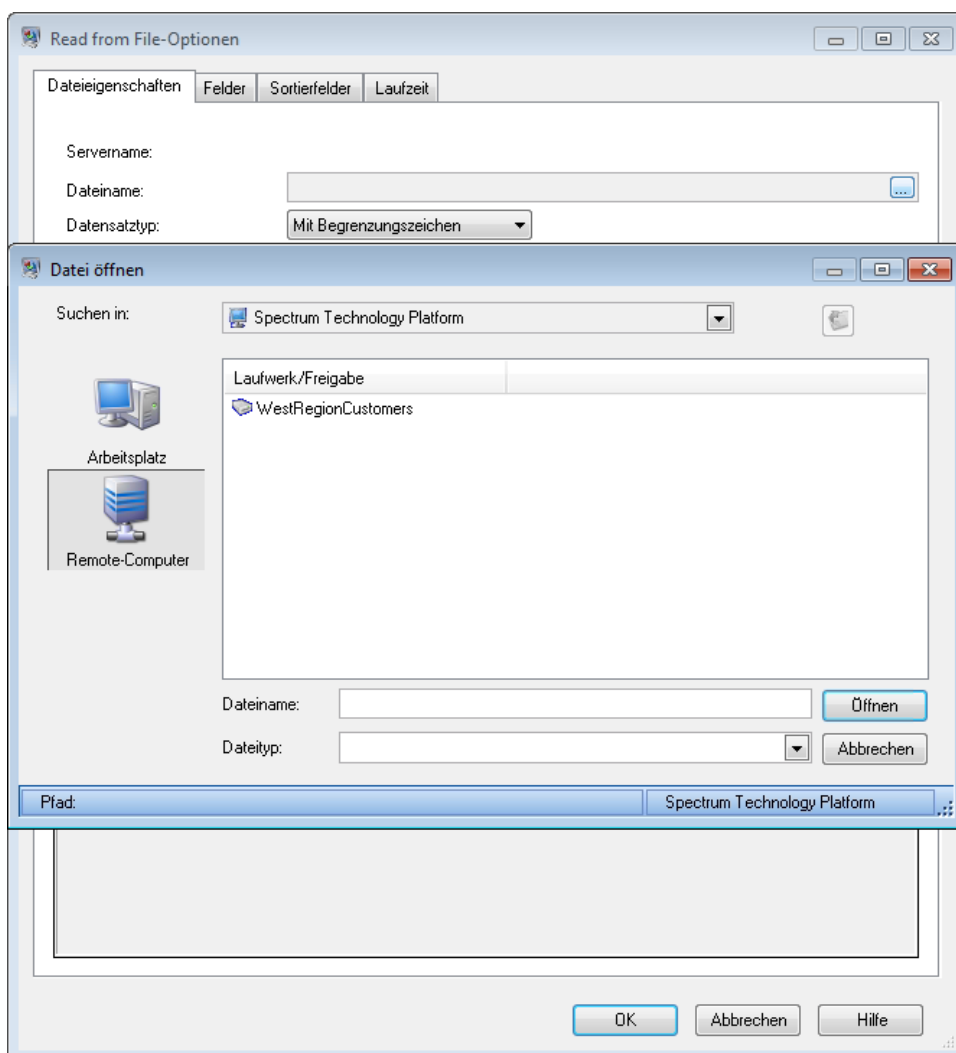 Read from File-Optionen
Dateieigenschaften Felder Sortierfelder Laufzeit
Servername:
Dateiname: ...
Datensatztyp: Mit Begrenzungszeichen
Datei öffnen
Suchen in: Spectrum Technology Platform
Laufwerk/Freigabe
WestRegionCustomers
Arbeitsplatz
Remote-Computer
Dateiname: Öffnen
Dateityp: Abbrechen
Pfad: Spectrum Technology Platform
OK Abbrechen Hilfe